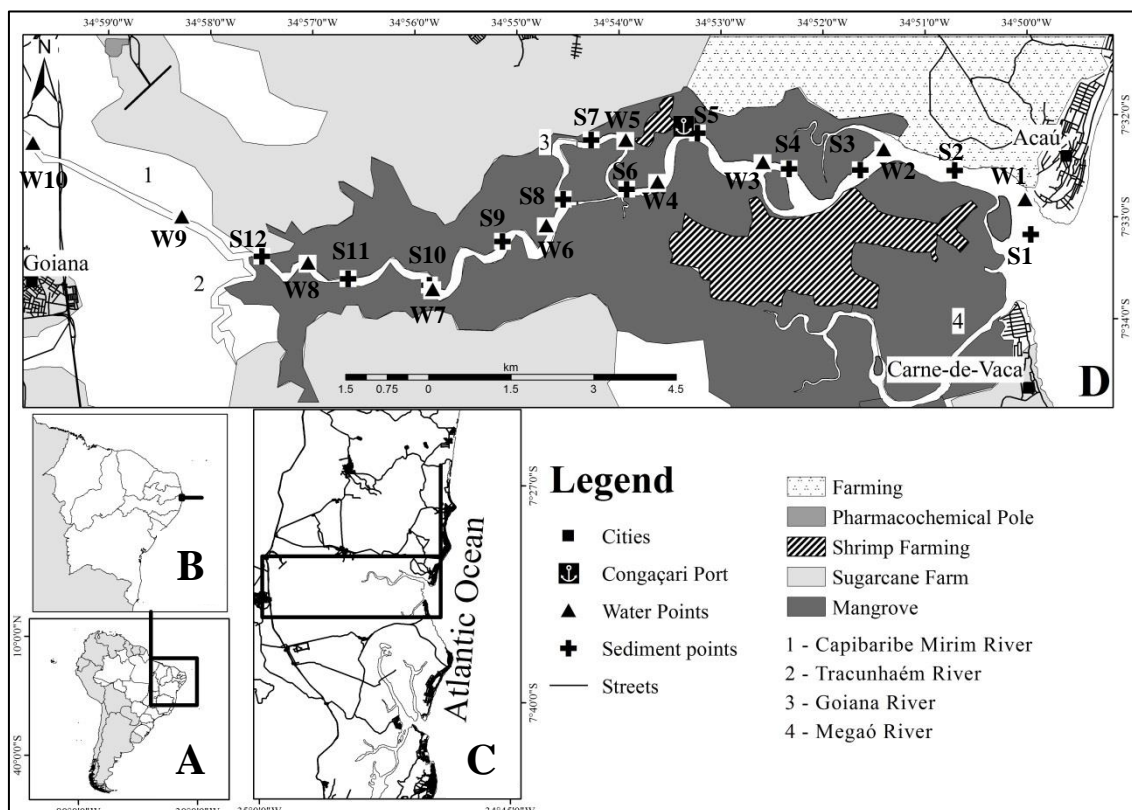 34°59'0"W 34°58'0"W 34°57'0"W 34°56'0"W 34°55'0"W 34°54'0"W 34°53'0"W 34°52'0"W 34°51'0"W 34°50'0"W
N
7°32'0"S
7°33'0"S
7°34'0"S
Acaú
S7 W5 S5
3
S4 S3 S2
W10 1 W3 W2 W1
S8 S6 W4
W9 S9 W6 S1
S12 S11 S10
Goiana
2 W8 W7
4
km
1.5 0.75 0 1.5 3 4.5
Carne-de-Vaca
D
B
10°0'0"N
40°0'0"S
A
7°27'0"S
7°40'0"S
Atlantic Ocean
C
Legend
Cities
Congaçari Port
Water Points
Sediment points
Streets
Farming
Pharmacochemical Pole
Shrimp Farming
Sugarcane Farm
Mangrove
1 - Capibaribe Mirim River
2 - Tracunhaém River
3 - Goiana River
4 - Megaó River